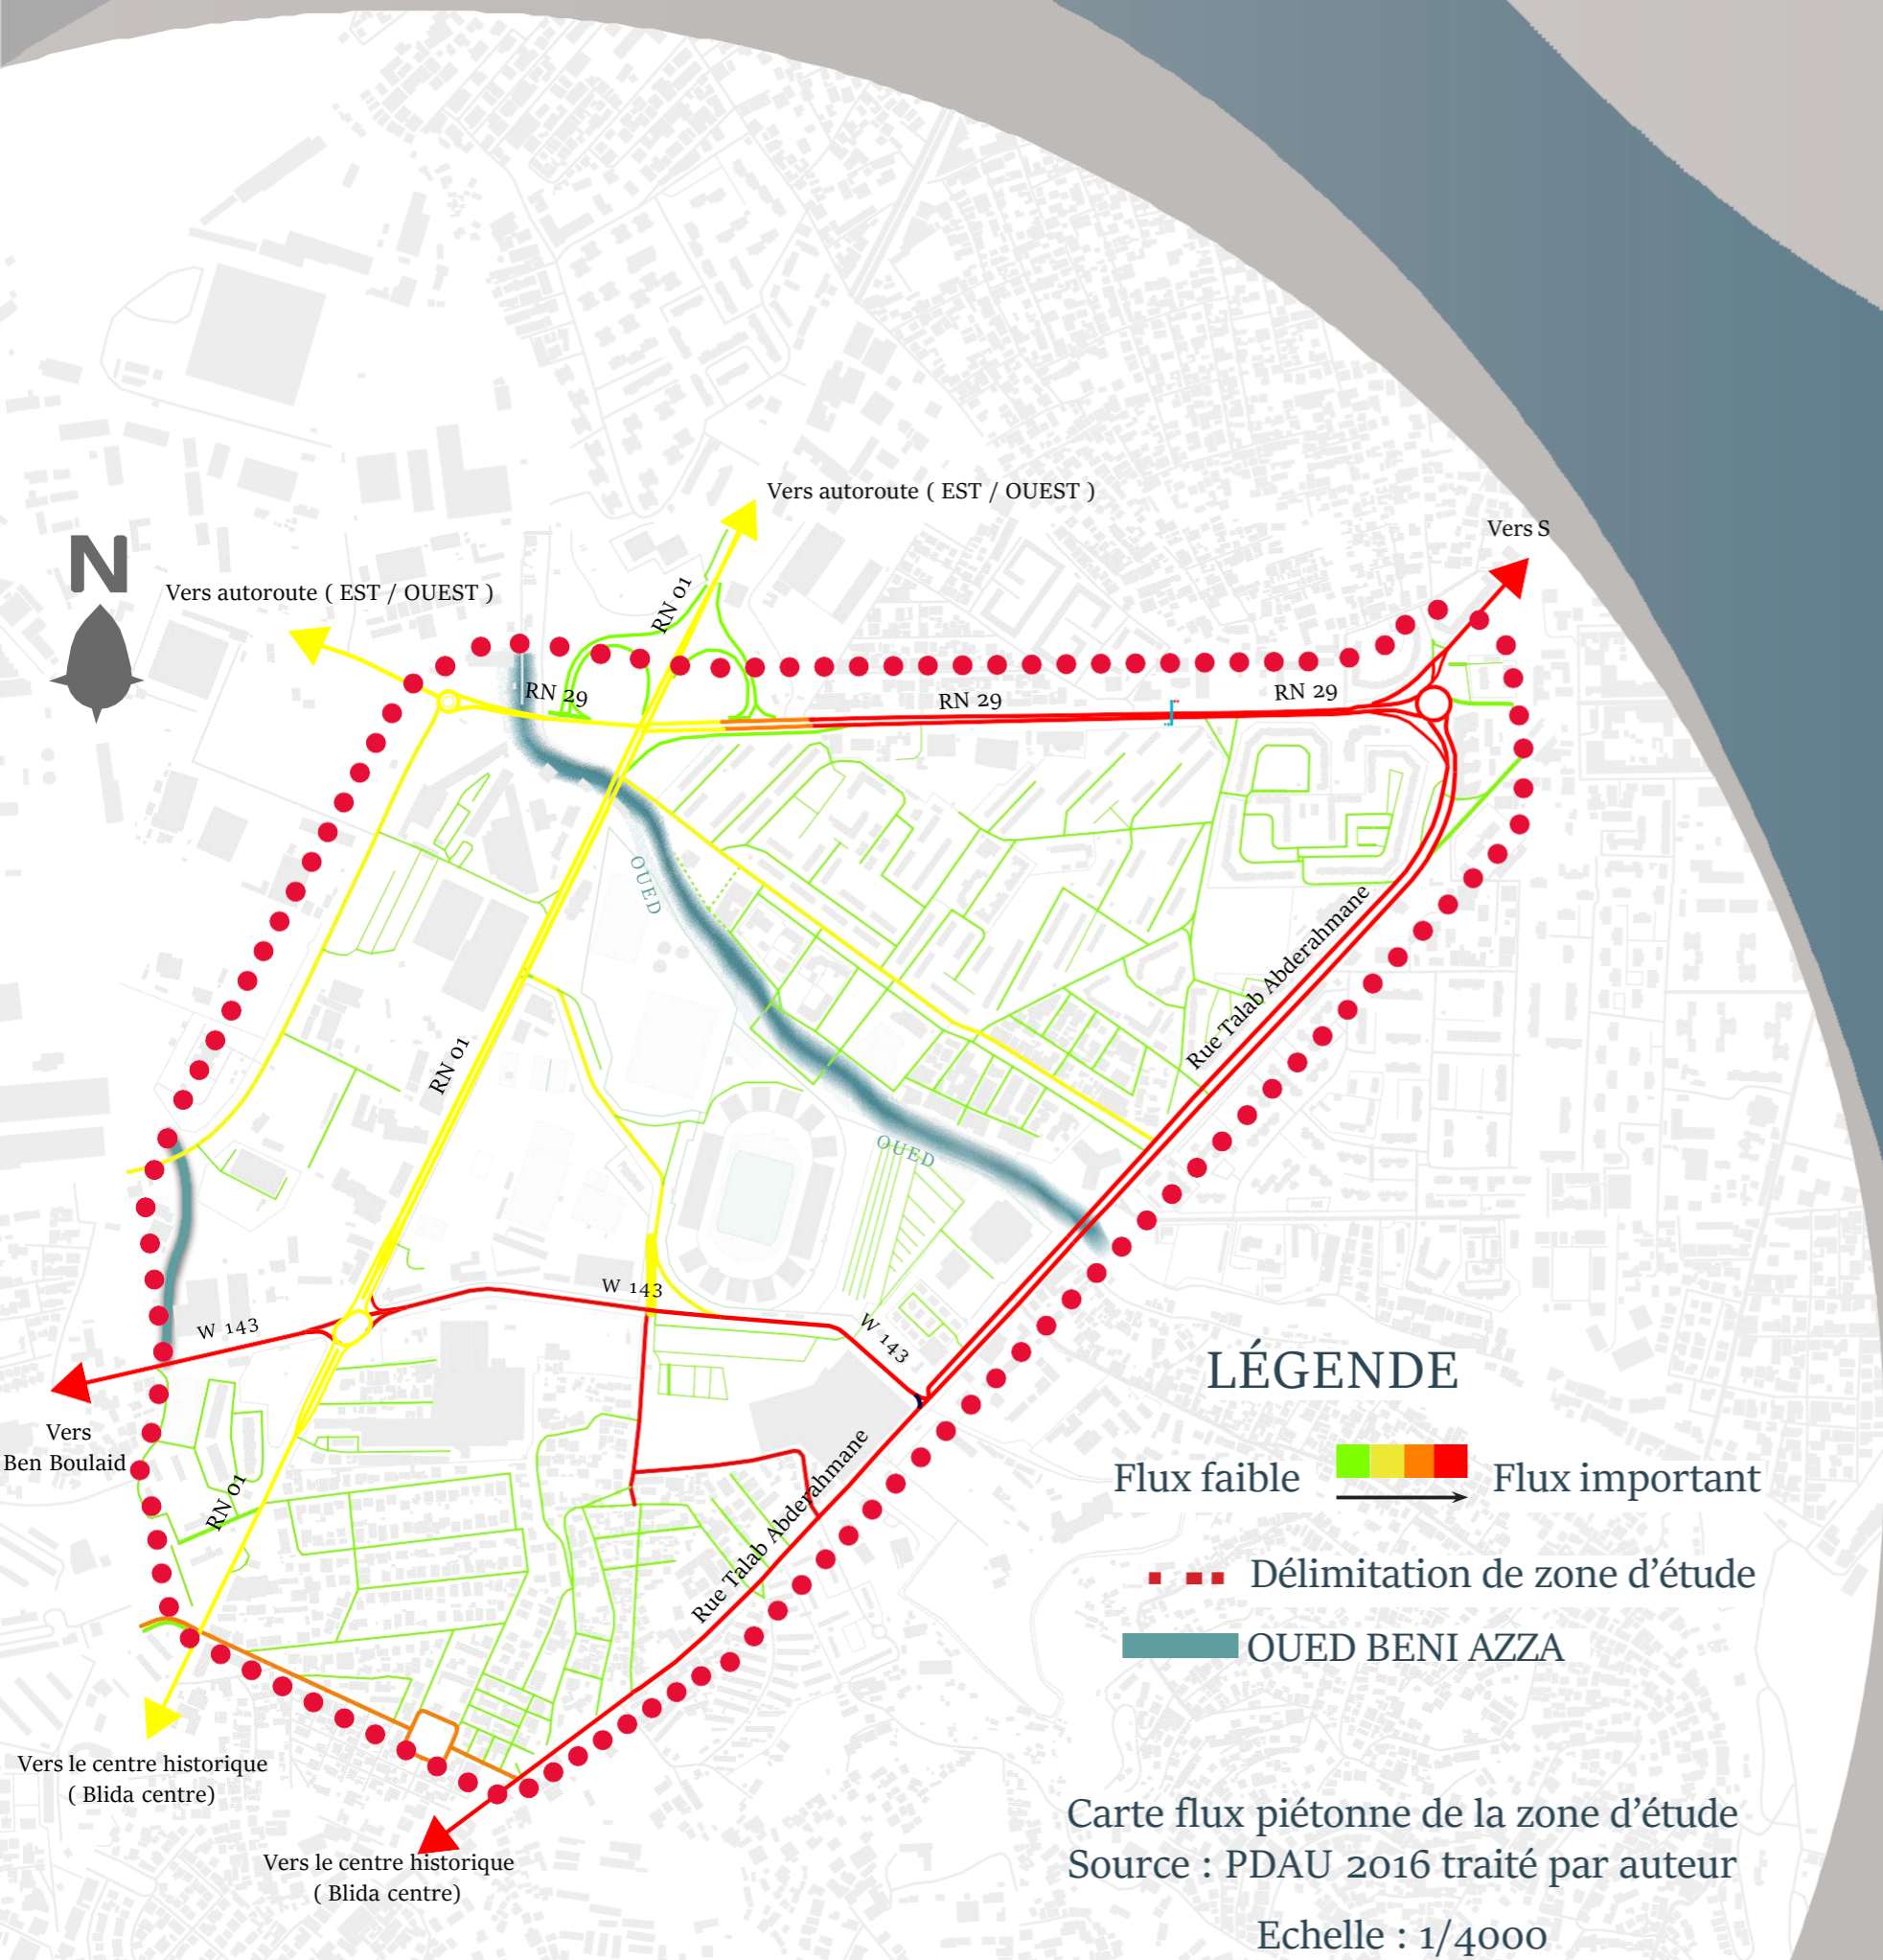 Vers autoroute ( EST / OUEST )
Vers S
N
Vers autoroute ( EST / OUEST )
RN 01
RN 29
RN 29
RN 29
OUED
Rue Talab Abderahmane
RN 01
OUED
W 143
W 143
W 143
Vers
Ben Boulaid
RN 01
Rue Talab Abderahmane
LÉGENDE
Flux faible
Flux important
Délimitation de zone d'étude
OUED BENI AZZA
Vers le centre historique
( Blida centre)
Vers le centre historique
( Blida centre)
Carte flux piétonne de la zone d'étude
Source : PDAU 2016 traité par auteur
Echelle : 1/4000